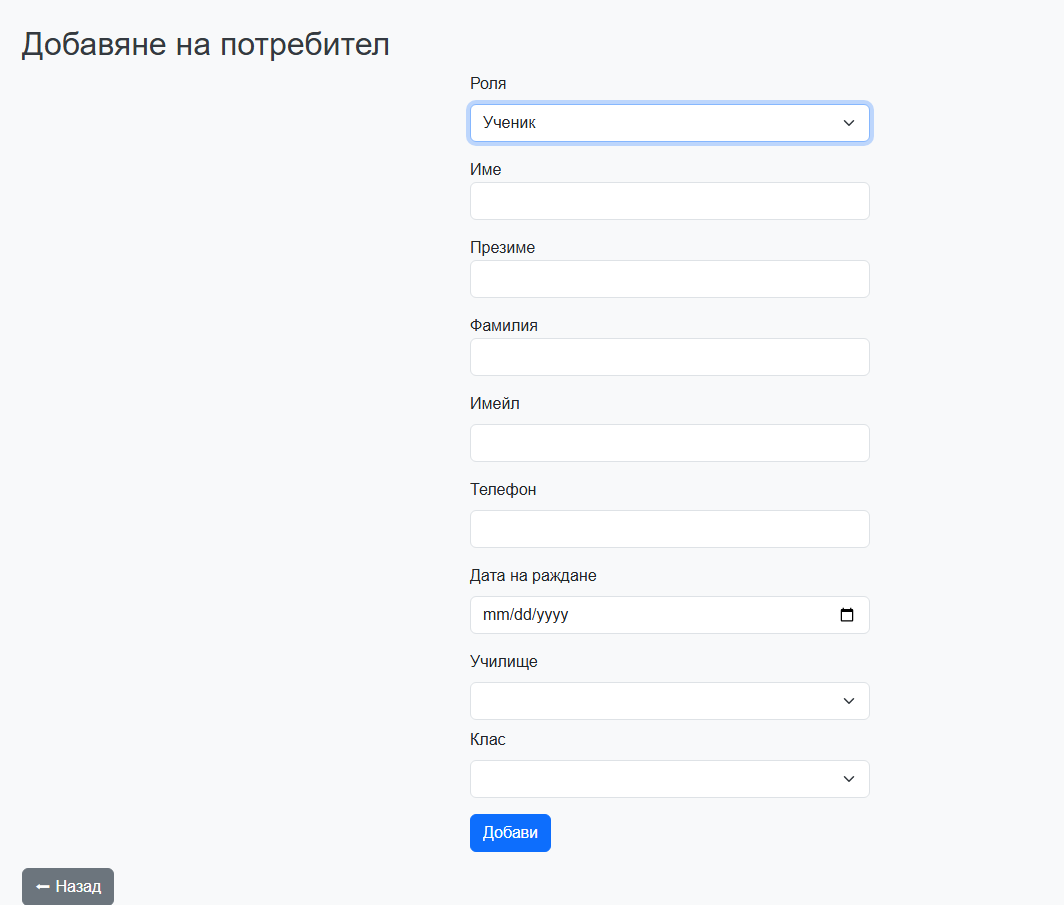 Добавяне на потребител
Роля
Ученик
Име
Презиме
Фамилия
Имейл
Телефон
Дата на раждане
mm/dd/yyyy
Училище
Клас
Добави
← Назад